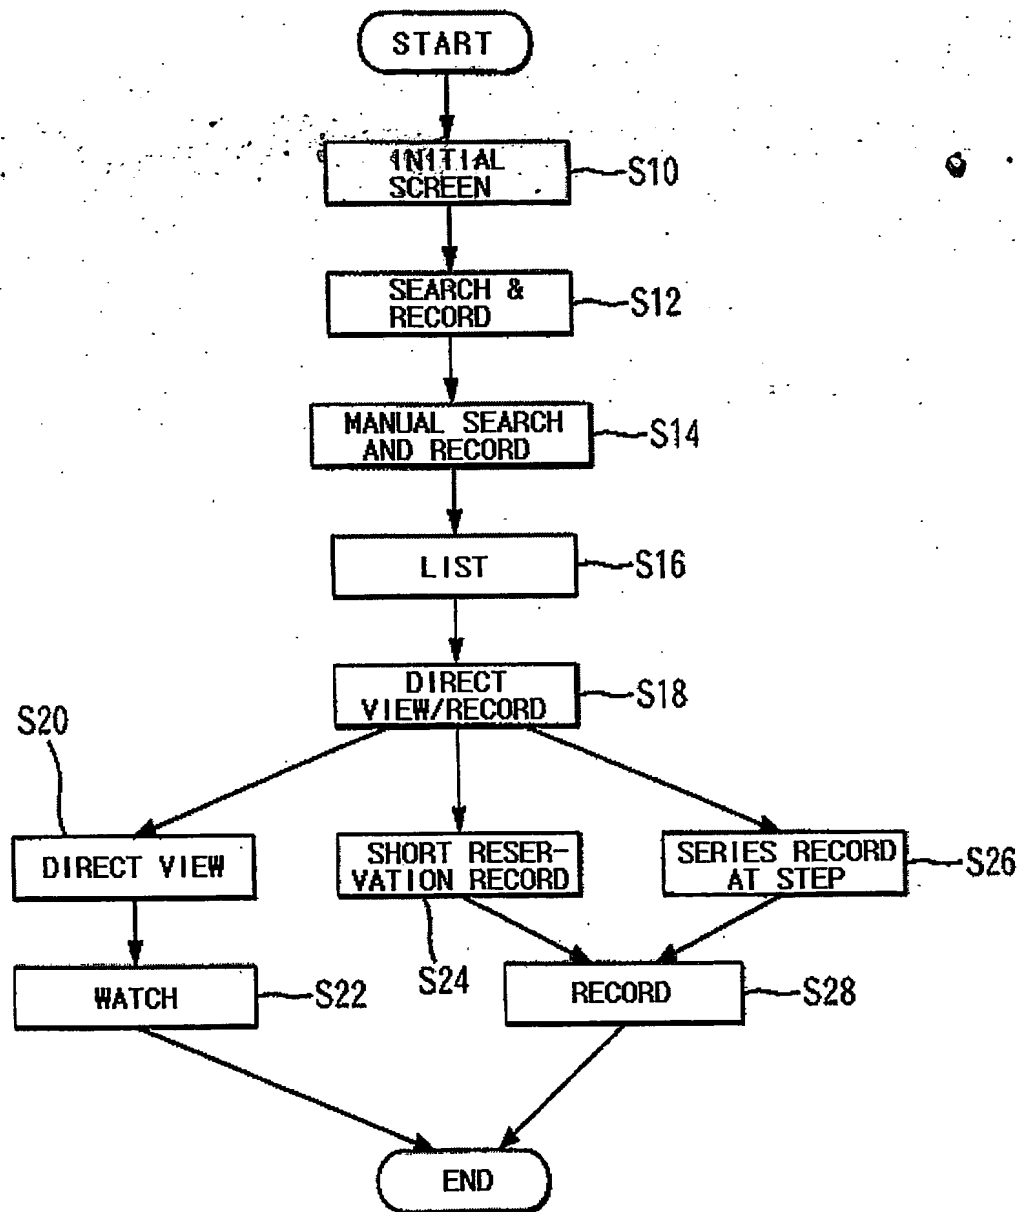 START
INITIAL
SCREEN
S10
SEARCH &
RECORD
S12
MANUAL SEARCH
AND RECORD
S14
LIST
S16
DIRECT
VIEW/RECORD
S18
S20
DIRECT VIEW
SHORT RESER-
VATION RECORD
SERIES RECORD
AT STEP
S26
WATCH
S22
S24
RECORD
S28
END